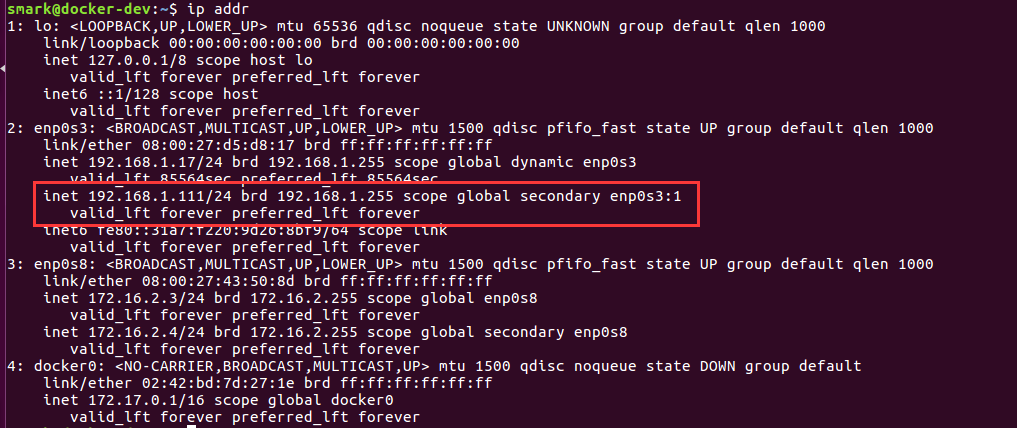 smark@docker-dev:~$ ip addr
1: lo: <LOOPBACK,UP,LOWER_UP> mtu 65536 qdisc noqueue state UNKNOWN group default qlen 1000
    link/loopback 00:00:00:00:00:00 brd 00:00:00:00:00:00
    inet 127.0.0.1/8 scope host lo
       valid_lft forever preferred_lft forever
    inet6 ::1/128 scope host
       valid_lft forever preferred_lft forever
2: enp0s3: <BROADCAST,MULTICAST,UP,LOWER_UP> mtu 1500 qdisc pfifo_fast state UP group default qlen 1000
    link/ether 08:00:27:d5:d8:17 brd ff:ff:ff:ff:ff:ff
    inet 192.168.1.17/24 brd 192.168.1.255 scope global dynamic enp0s3
       valid_lft 85564sec preferred_lft 85564sec
    inet 192.168.1.111/24 brd 192.168.1.255 scope global secondary enp0s3:1
       valid_lft forever preferred_lft forever
    inet6 fe80::31a7:f220:9d26:8bf9/64 scope link
       valid_lft forever preferred_lft forever
3: enp0s8: <BROADCAST,MULTICAST,UP,LOWER_UP> mtu 1500 qdisc pfifo_fast state UP group default qlen 1000
    link/ether 08:00:27:43:50:8d brd ff:ff:ff:ff:ff:ff
    inet 172.16.2.3/24 brd 172.16.2.255 scope global enp0s8
       valid_lft forever preferred_lft forever
    inet 172.16.2.4/24 brd 172.16.2.255 scope global secondary enp0s8
       valid_lft forever preferred_lft forever
4: docker0: <NO-CARRIER,BROADCAST,MULTICAST,UP> mtu 1500 qdisc noqueue state DOWN group default
    link/ether 02:42:bd:7d:27:1e brd ff:ff:ff:ff:ff:ff
    inet 172.17.0.1/16 scope global docker0
       valid_lft forever preferred_lft forever